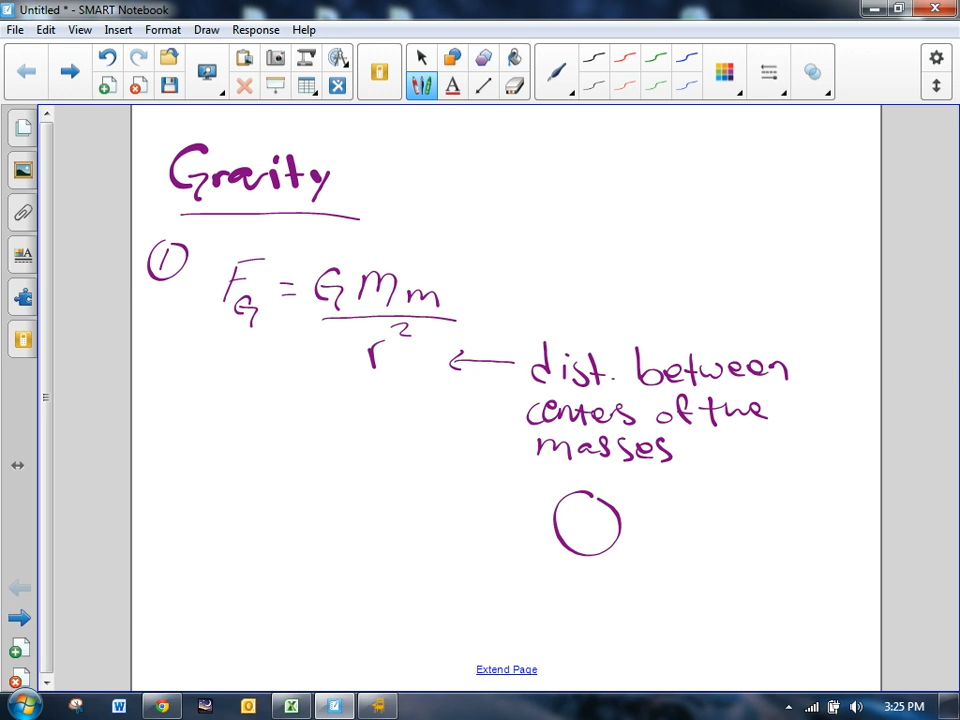 Untitled * - SMART Notebook
File Edit View Insert Format Draw Response Help
Gravity
① F_G = G M m / r²
dist. between
centers of the
masses
Extend Page
3:25 PM